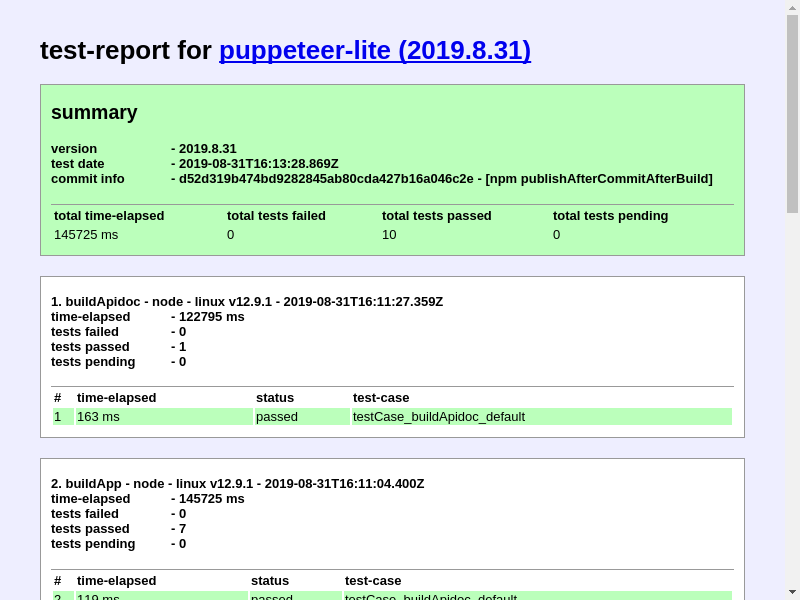 test-report for puppeteer-lite (2019.8.31)
summary
version - 2019.8.31
test date - 2019-08-31T16:13:28.869Z
commit info - d52d319b474bd9282845ab80cda427b16a046c2e - [npm publishAfterCommitAfterBuild]
total time-elapsed total tests failed total tests passed total tests pending
145725 ms 0 10 0
1. buildApidoc - node - linux v12.9.1 - 2019-08-31T16:11:27.359Z
time-elapsed - 122795 ms
tests failed - 0
tests passed - 1
tests pending - 0
# time-elapsed status test-case
1 163 ms passed testCase_buildApidoc_default
2. buildApp - node - linux v12.9.1 - 2019-08-31T16:11:04.400Z
time-elapsed - 145725 ms
tests failed - 0
tests passed - 7
tests pending - 0
# time-elapsed status test-case
2 119 ms passed testCase_buildApidoc_default